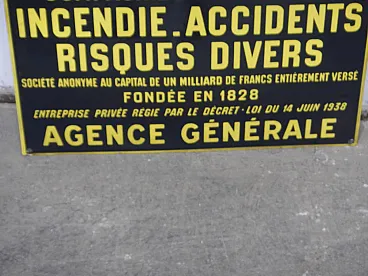 INCENDIE. ACCIDENTS
RISQUES DIVERS
SOCIÉTÉ ANONYME AU CAPITAL DE UN MILLIARD DE FRANCS ENTIÈREMENT VERSÉ
FONDÉE EN 1828
ENTREPRISE PRIVÉE RÉGIE PAR LE DÉCRET-LOI DU 14 JUIN 1938
AGENCE GÉNÉRALE